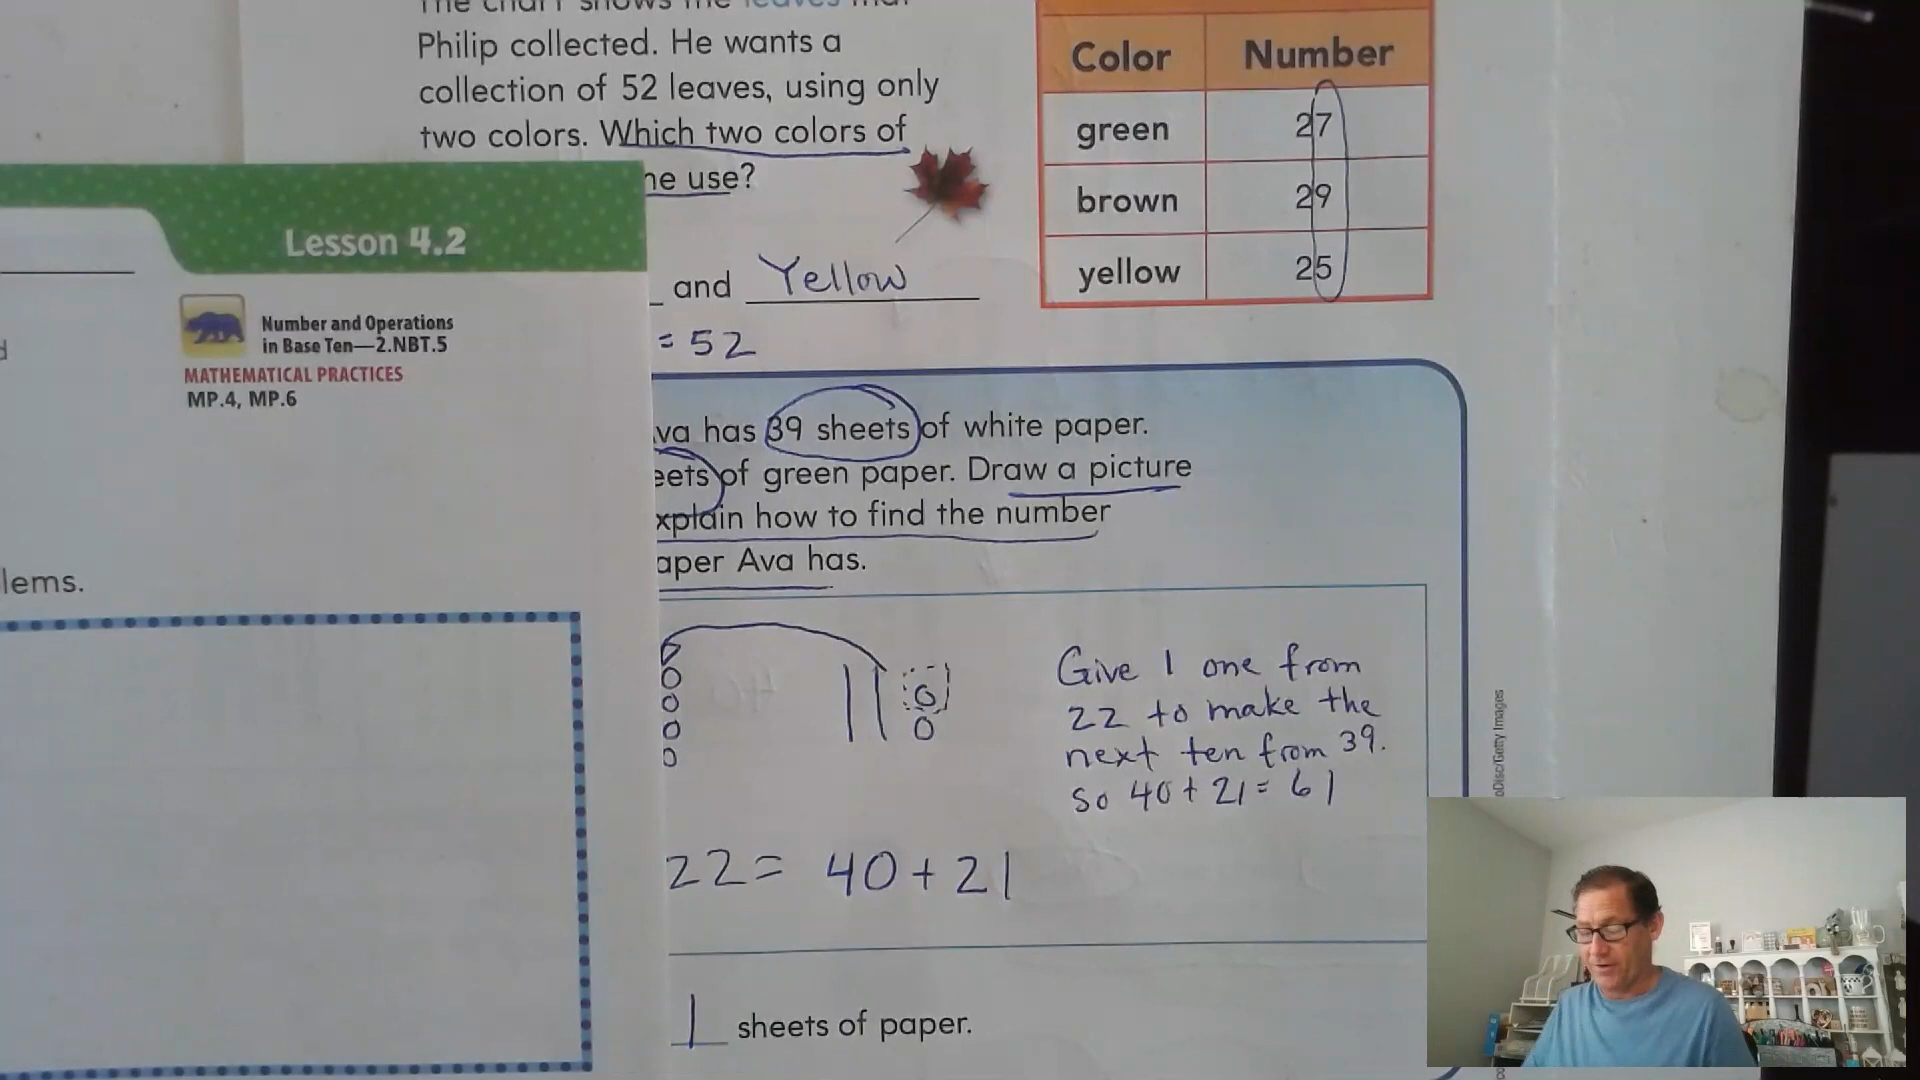 Philip collected. He wants a
collection of 52 leaves, using only
two colors. Which two colors of
use?
and Yellow
= 52
Color Number
green 27
brown 29
yellow 25
Lesson 4.2
Number and Operations
in Base Ten—2.NBT.5
MATHEMATICAL PRACTICES
MP.4, MP.6
lems.
va has 39 sheets of white paper.
eets of green paper. Draw a picture
xplain how to find the number
aper Ava has.
Give 1 one from
22 to make the
next ten from 39.
so 40 + 21 = 61
22 = 40 + 21
1 sheets of paper.
oDisc/Getty Images